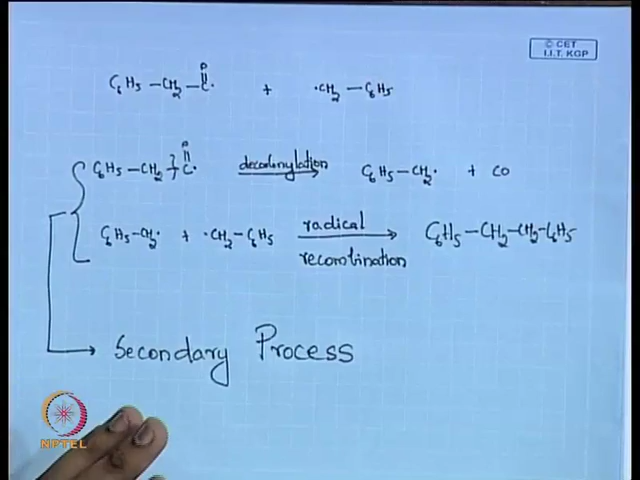 © CET
I.I.T. KGP
C6H5 — CH2 — C(=O)· + ·CH2 — C6H5
C6H5 — CH2 — C(=O)· decarbonylation → C6H5 — CH2· + CO
C6H5 — CH2· + ·CH2 — C6H5 radical recombination → C6H5 — CH2 — CH2 — C6H5
Secondary Process
NPTEL